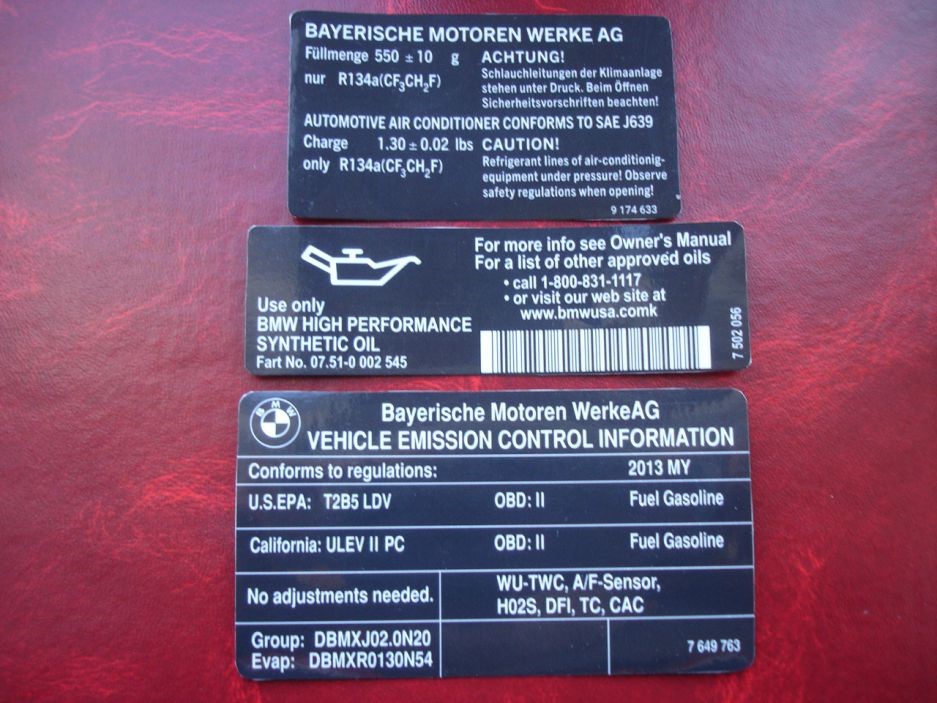 BAYERISCHE MOTOREN WERKE AG
Füllmenge 550 ± 10 g
nur R134a(CF₃CH₂F)
ACHTUNG!
Schlauchleitungen der Klimaanlage
stehen unter Druck. Beim Öffnen
Sicherheitsvorschriften beachten!
AUTOMOTIVE AIR CONDITIONER CONFORMS TO SAE J639
Charge 1.30 ± 0.02 lbs
only R134a(CF₃CH₂F)
CAUTION!
Refrigerant lines of air-conditionig-
equipment under pressure! Observe
safety regulations when opening!
9 174 633
Use only
BMW HIGH PERFORMANCE
SYNTHETIC OIL
Part No. 07.51-0 002 545
For more info see Owner's Manual
For a list of other approved oils
• call 1-800-831-1117
• or visit our web site at
www.bmwusa.comk
7 502 056
BMW
Bayerische Motoren WerkeAG
VEHICLE EMISSION CONTROL INFORMATION
Conforms to regulations: 2013 MY
U.S.EPA: T2B5 LDV OBD: II Fuel Gasoline
California: ULEV II PC OBD: II Fuel Gasoline
No adjustments needed.
WU-TWC, A/F-Sensor,
H02S, DFI, TC, CAC
Group: DBMXJ02.0N20
Evap: DBMXR0130N54
7 649 763